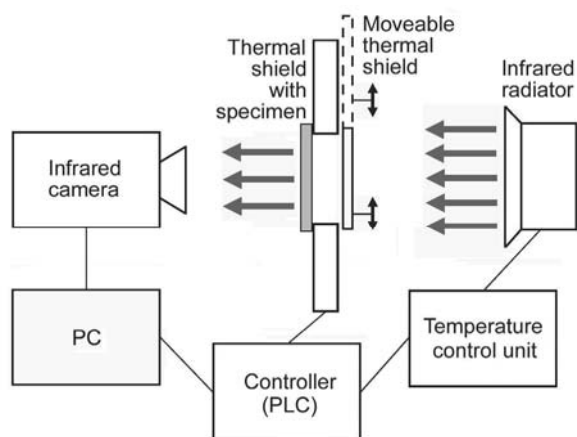 Thermal
shield
with
specimen
Moveable
thermal
shield
Infrared
radiator
Infrared
camera
PC
Controller
(PLC)
Temperature
control unit